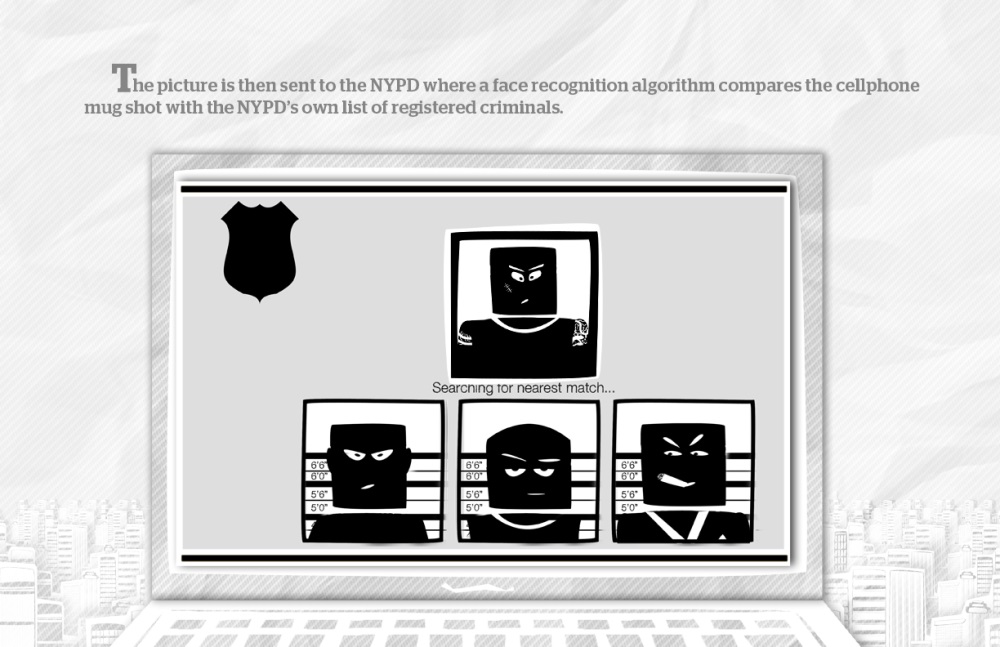 The picture is then sent to the NYPD where a face recognition algorithm compares the cellphone
mug shot with the NYPD's own list of registered criminals.
Searching for nearest match...
6'6" 6'6" 6'6"
6'0" 6'0" 6'0"
5'6" 5'6" 5'6"
5'0" 5'0" 5'0"